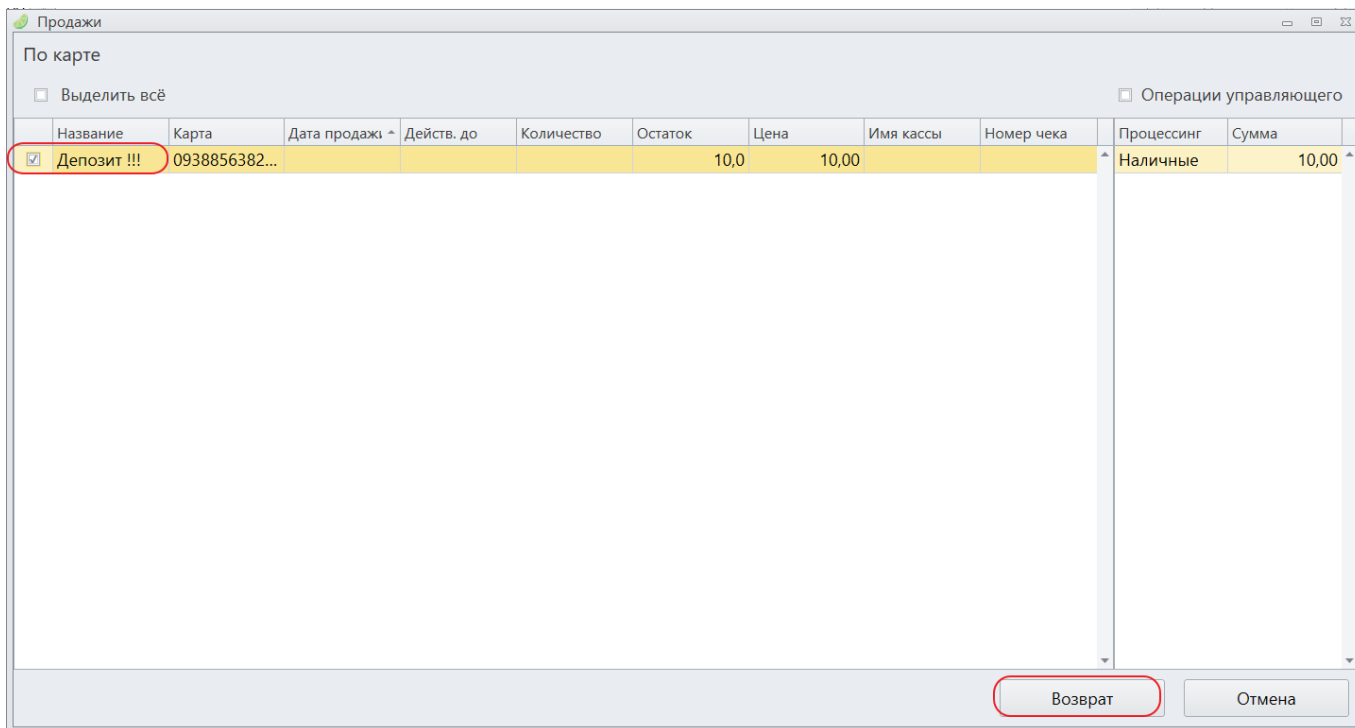 Продажи
По карте
Выделить всё Операции управляющего
Название Карта Дата продажи Действ. до Количество Остаток Цена Имя кассы Номер чека Процессинг Сумма
Депозит !!! 0938856382... 10,0 10,00 Наличные 10,00
Возврат Отмена